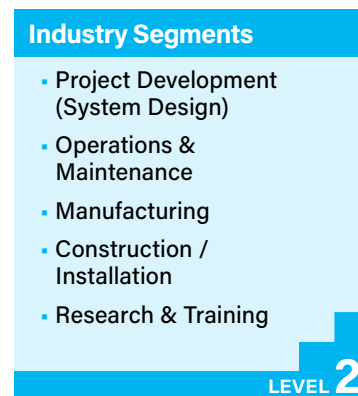 Industry Segments
▪ Project Development
(System Design)
▪ Operations &
Maintenance
▪ Manufacturing
▪ Construction /
Installation
▪ Research & Training
LEVEL 2